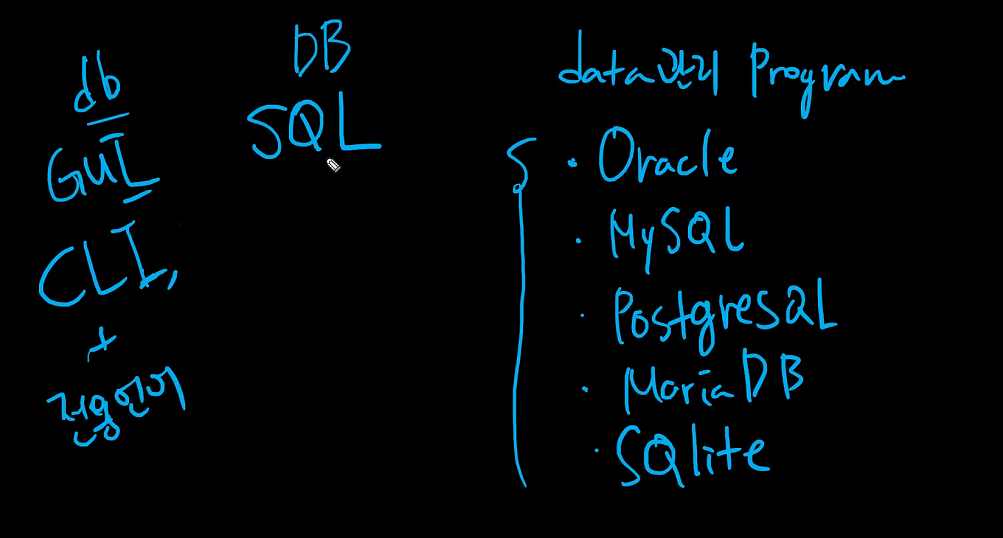 db
GUI
CLI,
+
전용언어
DB
SQL
data관리 Program
S
· Oracle
· MySQL
· PostgreSQL
· MariaDB
· SQlite